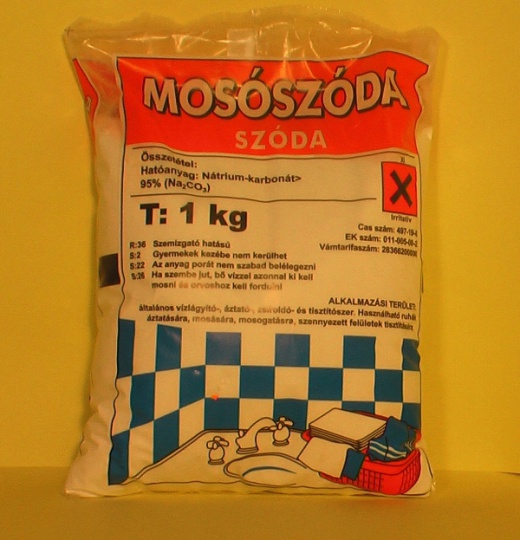 MOSÓSZÓDA
SZÓDA
Összetétel:
Hatóanyag: Nátrium-karbonát>
95% (Na₂CO₃)
Xi
Irritatív
T: 1 kg
Cas szám: 497-19-
EK szám: 011-005-00-2
Vámtarifaszám:
R:36 Szemizgató hatású
S:2 Gyermekek kezébe nem kerülhet
S:22 Az anyag porát nem szabad belélegezni
S:26 Ha szembe jut, bő vízzel azonnal ki kell
mosni és orvoshoz kell fordulni
ALKALMAZÁSI TERÜLET:
általános vízlágyító-, áztató-, zsíroldó- és tisztítószer. Használható ruhák
áztatására, mosására, mosogatásra, szennyezett felületek tisztítására.